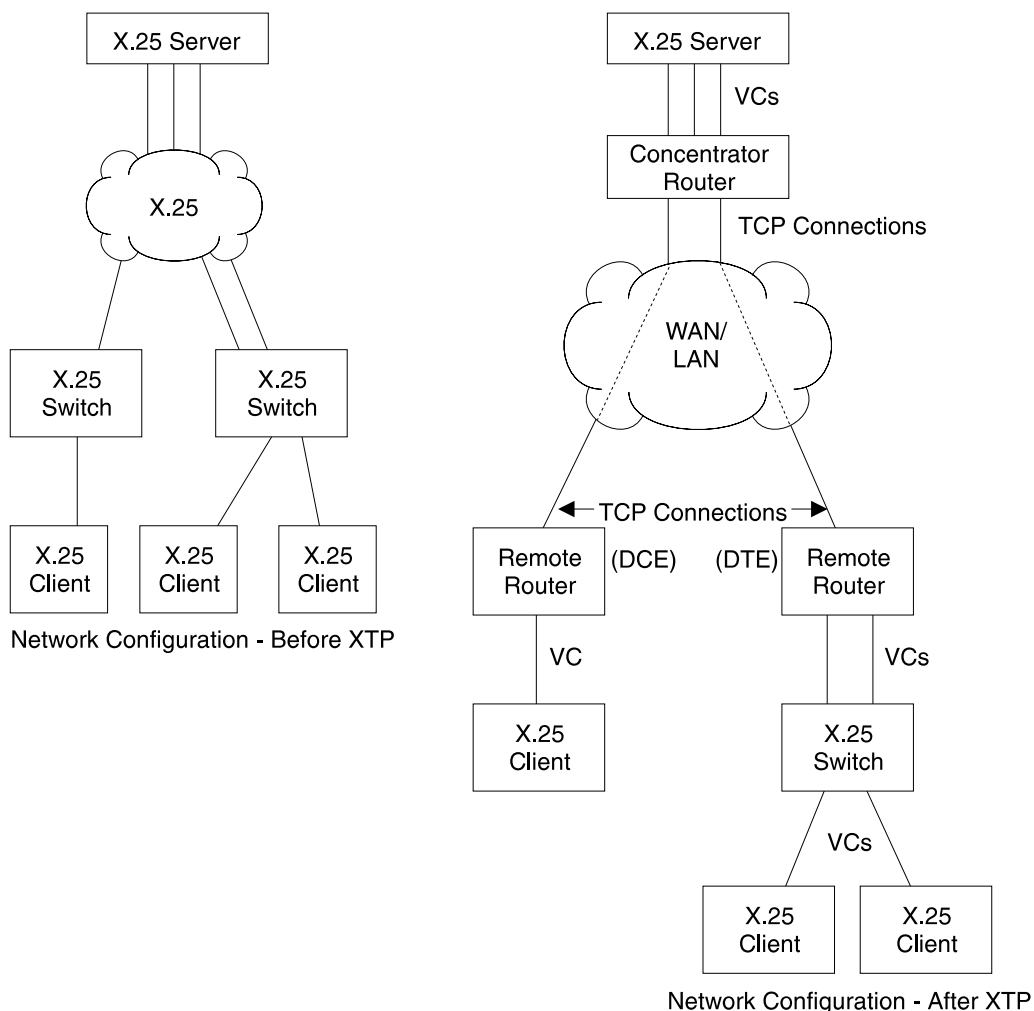 X.25 Server
X.25
X.25
Switch
X.25
Switch
X.25
Client
X.25
Client
X.25
Client
Network Configuration - Before XTP
X.25 Server
VCs
Concentrator
Router
TCP Connections
WAN/
LAN
TCP Connections
Remote
Router
(DCE)
(DTE)
Remote
Router
VC
VCs
X.25
Client
X.25
Switch
VCs
X.25
Client
X.25
Client
Network Configuration - After XTP